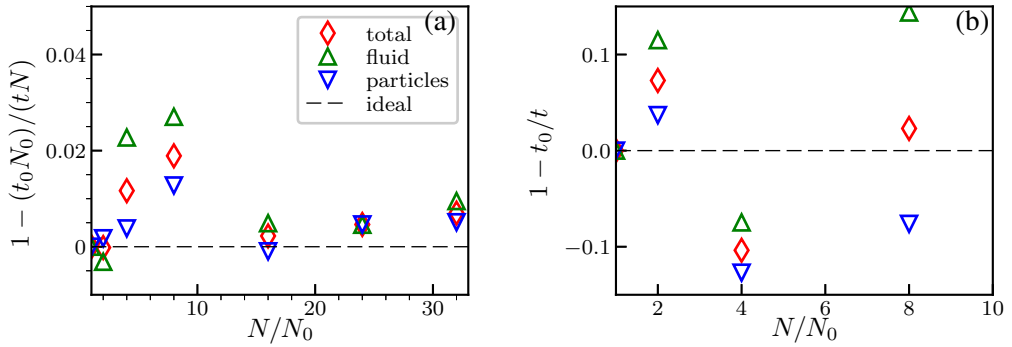 (a)
total
fluid
particles
ideal
0.04
0.02
0
1 − (t₀N₀)/(tN)
10
20
30
N/N₀
(b)
0.1
0.0
−0.1
1 − t₀/t
2
4
6
8
10
N/N₀